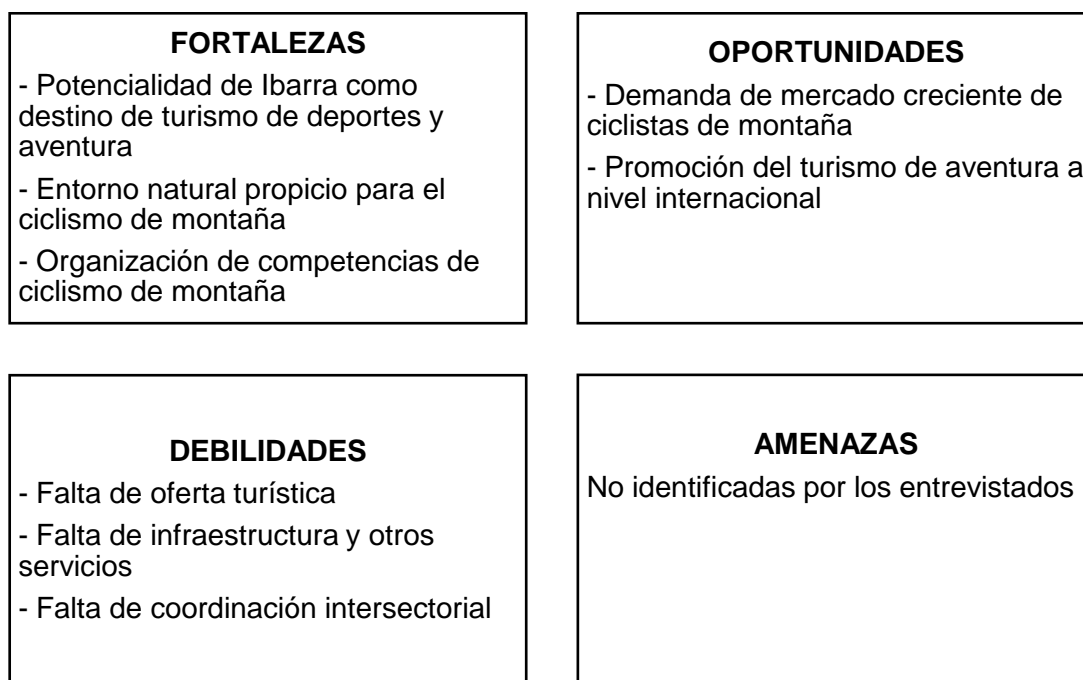 FORTALEZAS
- Potencialidad de Ibarra como
destino de turismo de deportes y
aventura
- Entorno natural propicio para el
ciclismo de montaña
- Organización de competencias de
ciclismo de montaña
OPORTUNIDADES
- Demanda de mercado creciente de
ciclistas de montaña
- Promoción del turismo de aventura a
nivel internacional
DEBILIDADES
- Falta de oferta turística
- Falta de infraestructura y otros
servicios
- Falta de coordinación intersectorial
AMENAZAS
No identificadas por los entrevistados